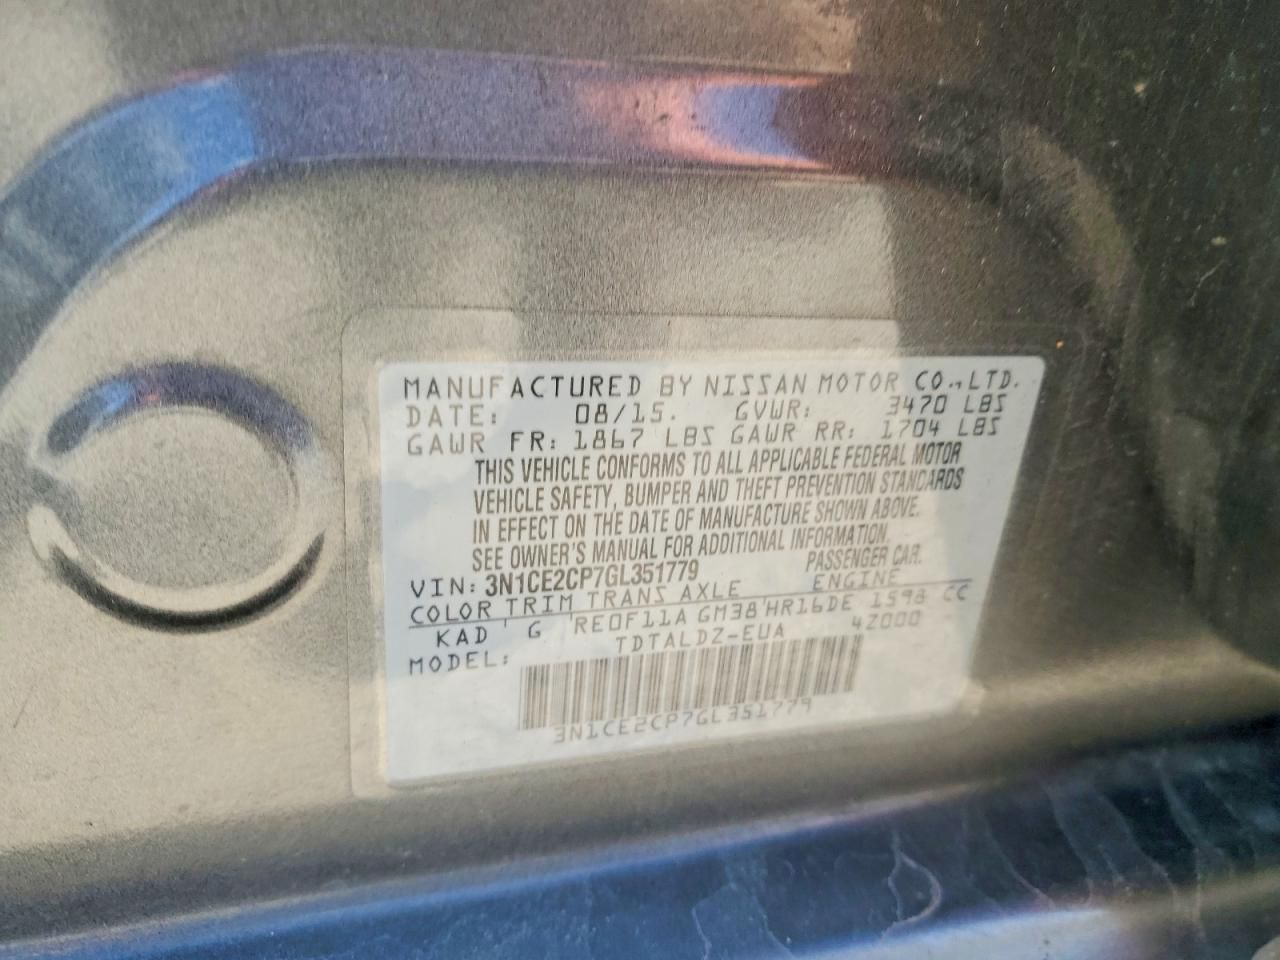 MANUFACTURED BY NISSAN MOTOR CO.,LTD.
DATE: 08/15. GVWR: 3470 LBS
GAWR FR: 1867 LBS GAWR RR: 1704 LBS
THIS VEHICLE CONFORMS TO ALL APPLICABLE FEDERAL MOTOR
VEHICLE SAFETY, BUMPER AND THEFT PREVENTION STANDARDS
IN EFFECT ON THE DATE OF MANUFACTURE SHOWN ABOVE.
SEE OWNER'S MANUAL FOR ADDITIONAL INFORMATION.
VIN: 3N1CE2CP7GL351779 PASSENGER CAR.
COLOR TRIM TRANS AXLE ENGINE
KAD G RE0F11A GM38 HR16DE 1598 CC
MODEL: TDTALDZ-EUA 4Z000
3N1CE2CP7GL351779